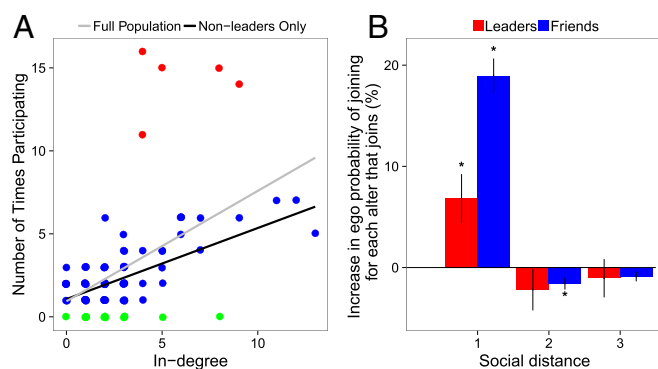 A
Full Population Non-leaders Only
Number of Times Participating
15
10
5
0
0 5 10
In-degree
B
Leaders Friends
Increase in ego probability of joining
for each alter that joins (%)
20
10
0
* * *
1 2 3
Social distance